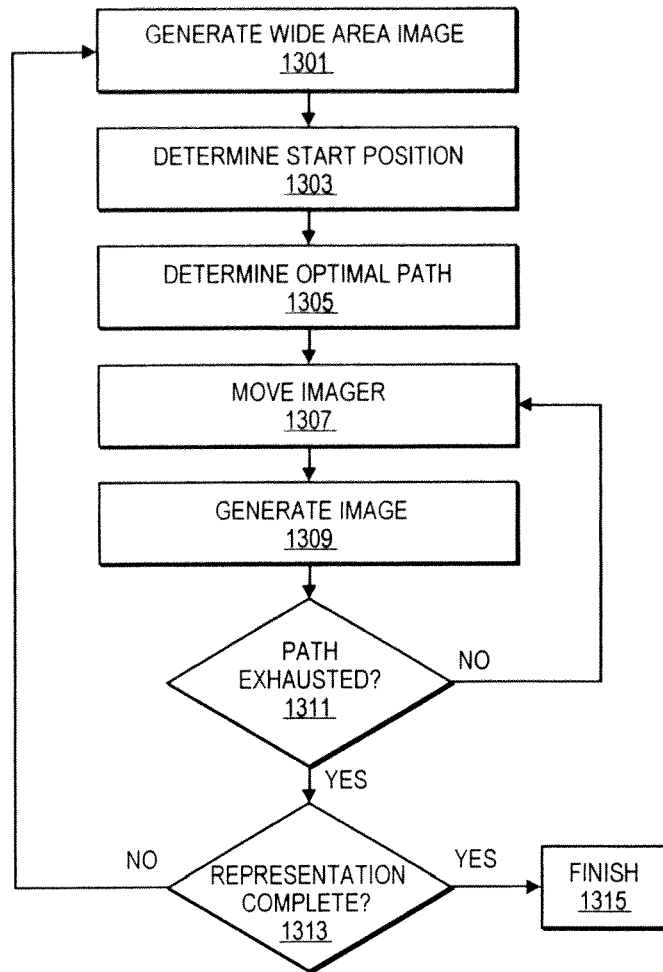 GENERATE WIDE AREA IMAGE
1301
DETERMINE START POSITION
1303
DETERMINE OPTIMAL PATH
1305
MOVE IMAGER
1307
GENERATE IMAGE
1309
PATH
EXHAUSTED?
1311
NO
YES
NO
REPRESENTATION
COMPLETE?
1313
YES
FINISH
1315